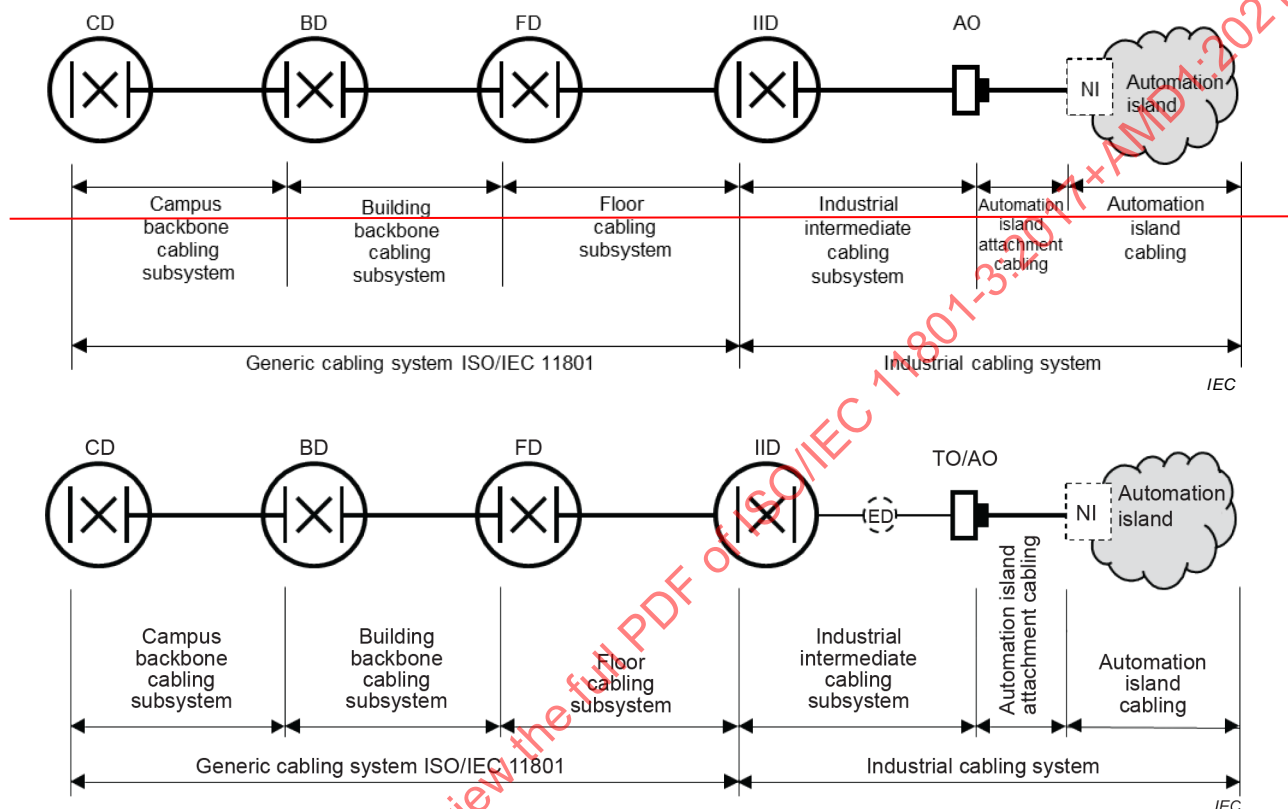 CD BD FD IID AO
NI
Automation
island
Campus
backbone
cabling
subsystem
Building
backbone
cabling
subsystem
Floor
cabling
subsystem
Industrial
intermediate
cabling
subsystem
Automation
island
attachment
cabling
Automation
island
cabling
Generic cabling system ISO/IEC 11801
Industrial cabling system
IEC
CD BD FD IID TO/AO
ED
NI
Automation
island
Campus
backbone
cabling
subsystem
Building
backbone
cabling
subsystem
Floor
cabling
subsystem
Industrial
intermediate
cabling
subsystem
Automation island
attachment cabling
Automation
island
cabling
Generic cabling system ISO/IEC 11801
Industrial cabling system
IEC
the full PDF of ISO/IEC 11801-3:2017+AMD1:202